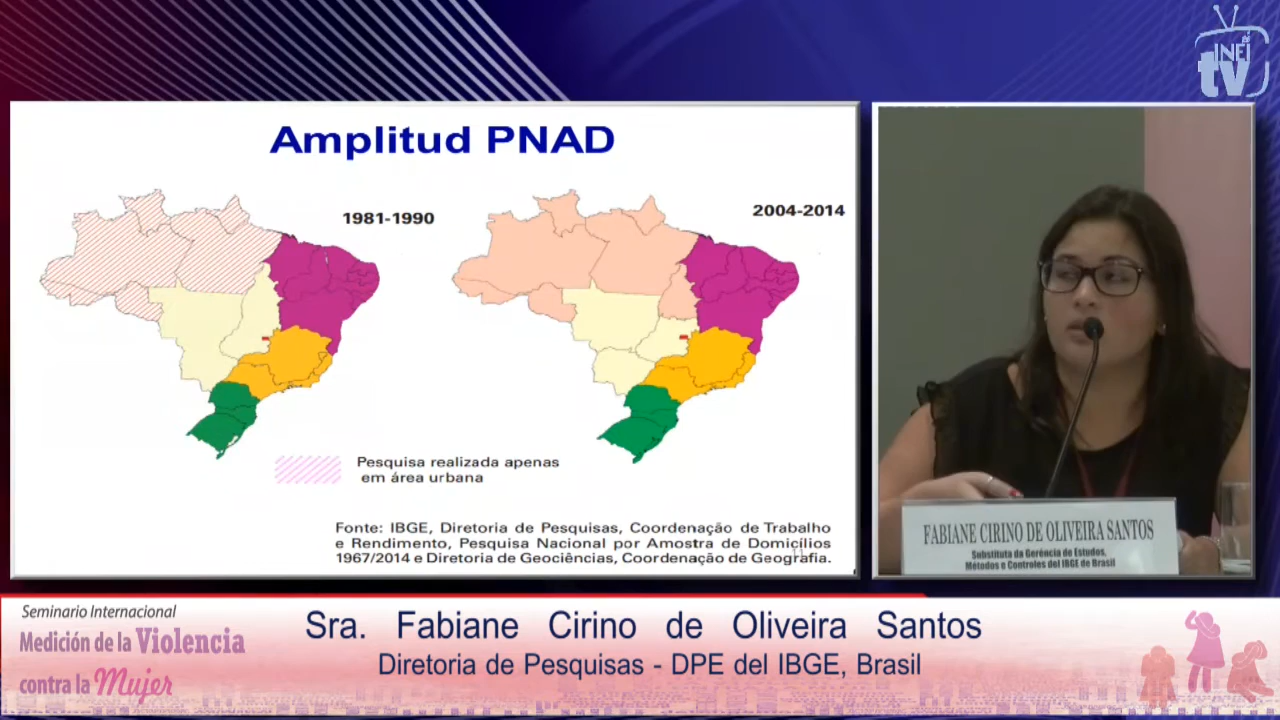 INEI
tv
Amplitud PNAD
1981-1990
2004-2014
Pesquisa realizada apenas
em área urbana
Fonte: IBGE, Diretoria de Pesquisas, Coordenação de Trabalho
e Rendimento, Pesquisa Nacional por Amostra de Domicílios
1967/2014 e Diretoria de Geociências, Coordenação de Geografia.
FABIANE CIRINO DE OLIVEIRA SANTOS
Substituta da Gerência de Estudos,
Métodos e Controles del IBGE de Brasil
Seminario Internacional
Medición de la Violencia
contra la Mujer
Sra. Fabiane Cirino de Oliveira Santos
Diretoria de Pesquisas - DPE del IBGE, Brasil